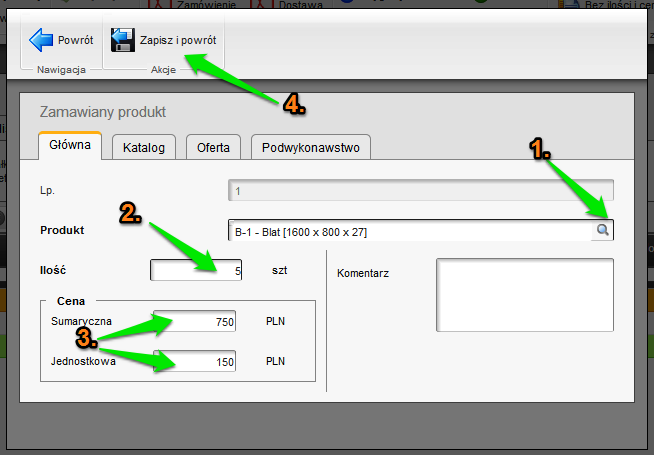 Zamówienie Dostawa Bez ilości i cen
Powrót Zapisz i powrót
Nawigacja Akcje
4.
Zamawiany produkt
Główna Katalog Oferta Podwykonawstwo
1.
Lp. 1
2.
Produkt B-1 - Blat [1600 x 800 x 27]
Ilość 5 szt Komentarz
Cena
Sumaryczna 750 PLN
3.
Jednostkowa 150 PLN